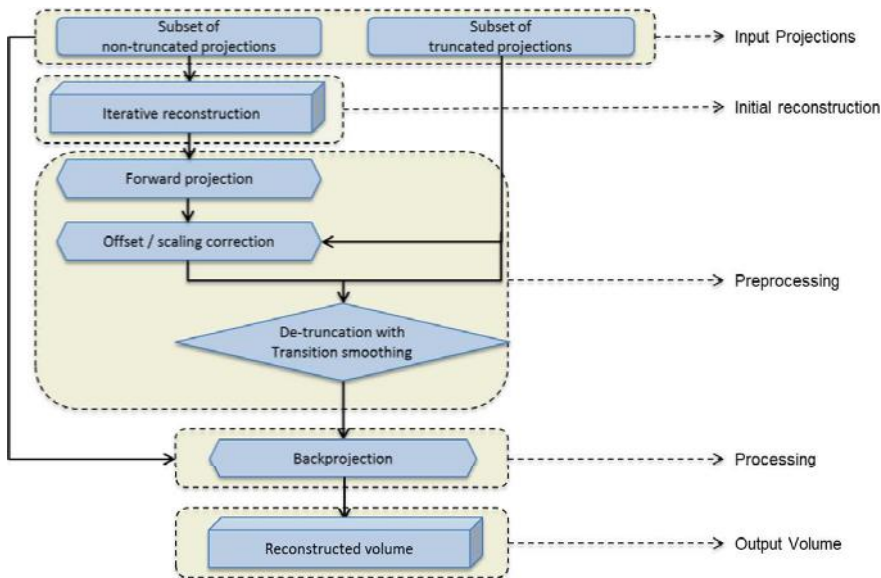 Subset of
non-truncated projections
Subset of
truncated projections
Input Projections
Iterative reconstruction
Initial reconstruction
Forward projection
Offset / scaling correction
Preprocessing
De-truncation with
Transition smoothing
Backprojection
Processing
Reconstructed volume
Output Volume